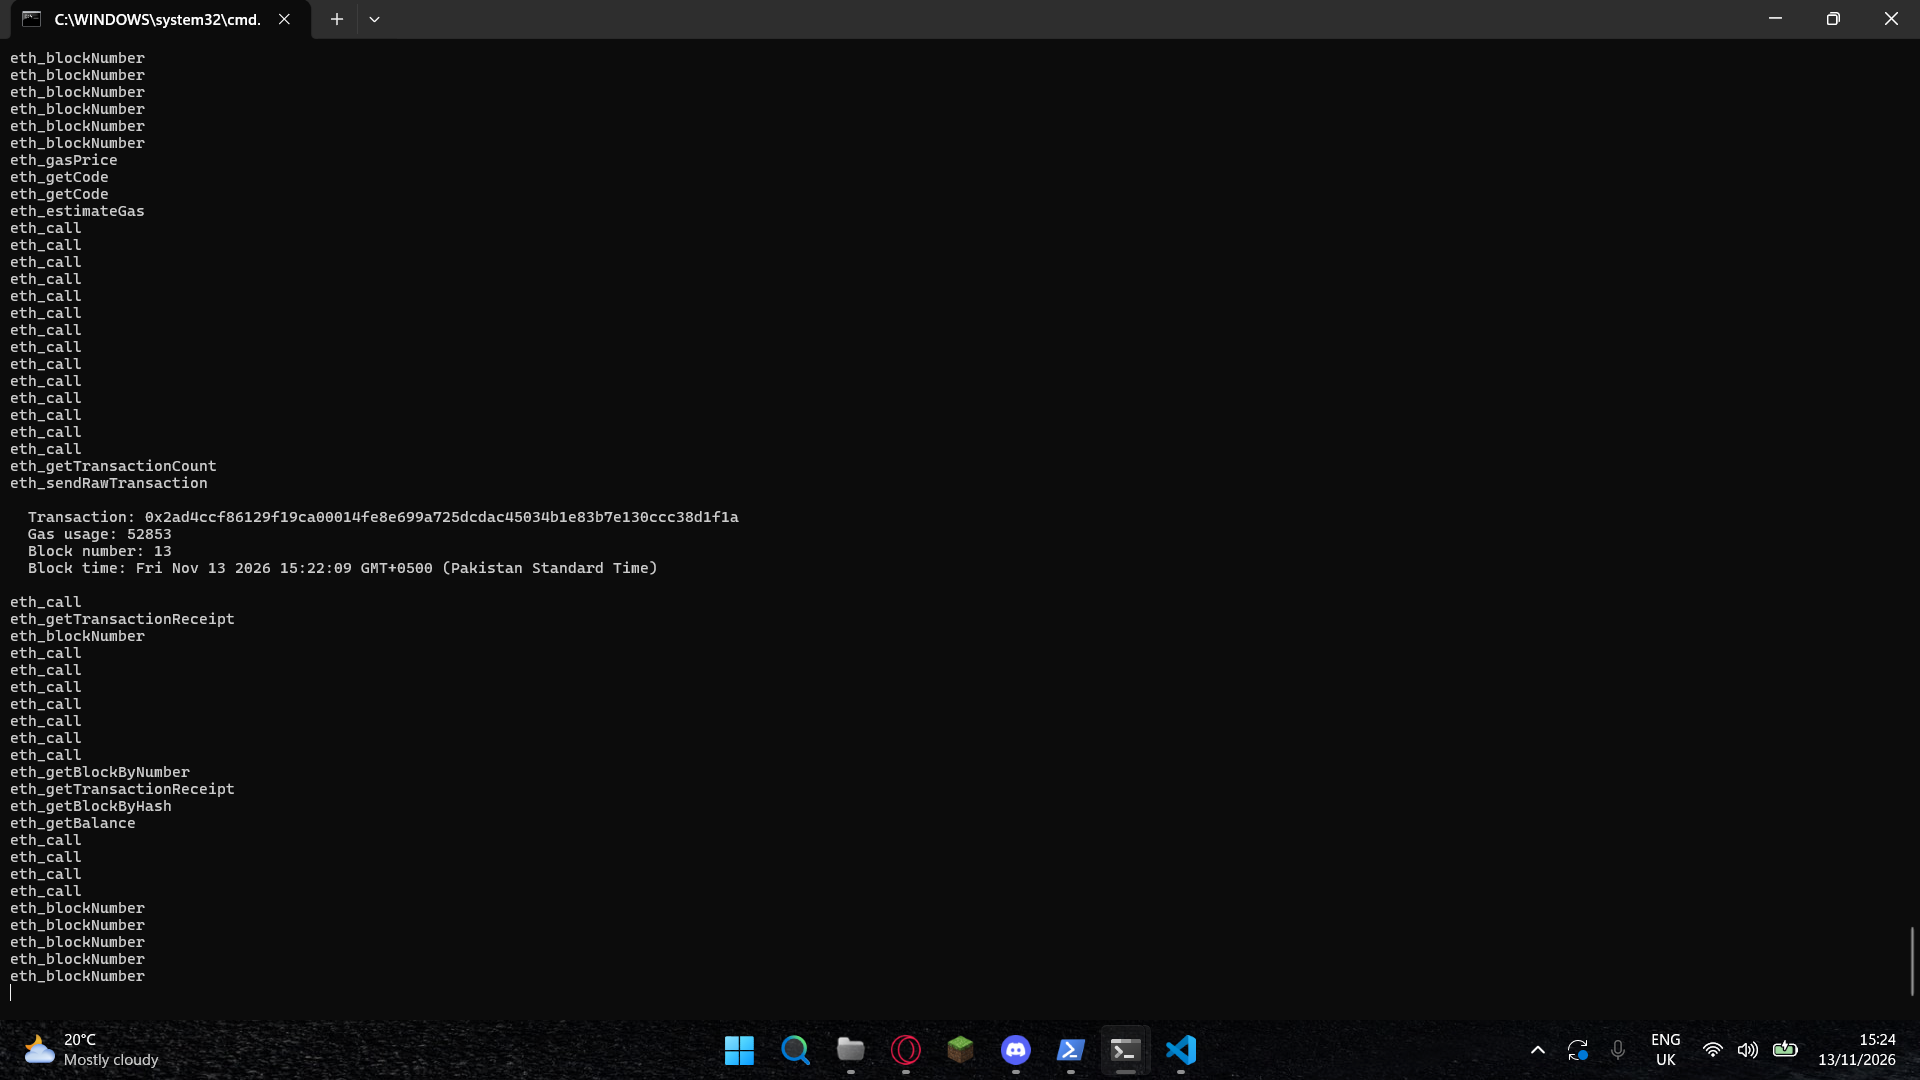 C:\WINDOWS\system32\cmd.
eth_blockNumber
eth_blockNumber
eth_blockNumber
eth_blockNumber
eth_blockNumber
eth_blockNumber
eth_gasPrice
eth_getCode
eth_getCode
eth_estimateGas
eth_call
eth_call
eth_call
eth_call
eth_call
eth_call
eth_call
eth_call
eth_call
eth_call
eth_call
eth_call
eth_call
eth_call
eth_getTransactionCount
eth_sendRawTransaction
Transaction: 0x2ad4ccf86129f19ca00014fe8e699a725dcdac45034b1e83b7e130ccc38d1f1a
Gas usage: 52853
Block number: 13
Block time: Fri Nov 13 2026 15:22:09 GMT+0500 (Pakistan Standard Time)
eth_call
eth_getTransactionReceipt
eth_blockNumber
eth_call
eth_call
eth_call
eth_call
eth_call
eth_call
eth_call
eth_getBlockByNumber
eth_getTransactionReceipt
eth_getBlockByHash
eth_getBalance
eth_call
eth_call
eth_call
eth_call
eth_blockNumber
eth_blockNumber
eth_blockNumber
eth_blockNumber
eth_blockNumber
20°C
Mostly cloudy
ENG
UK
15:24
13/11/2026